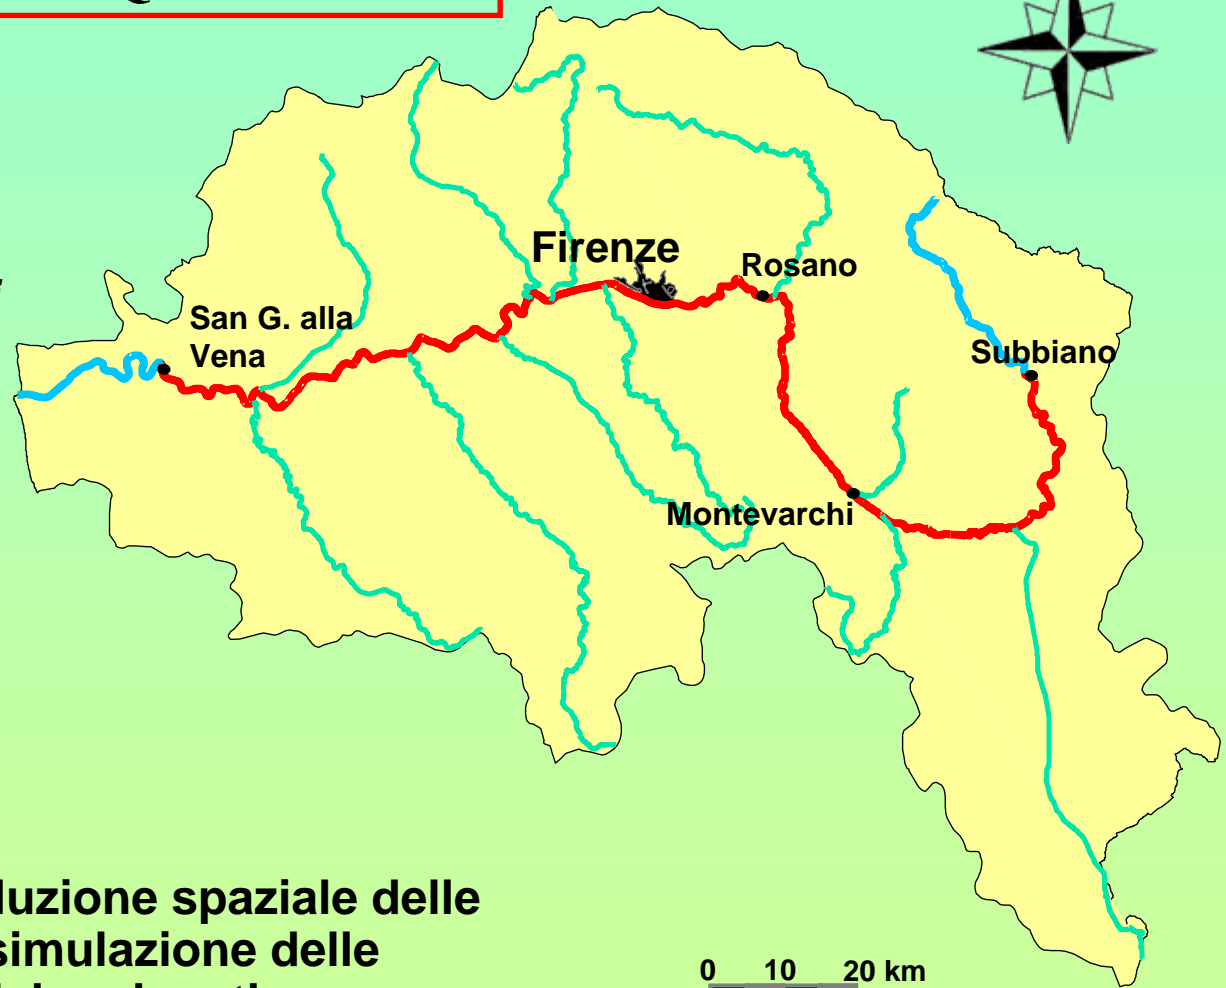 Firenze
Rosano
San G. alla
Vena
Subbiano
Montevarchi
luzione spaziale delle
simulazione delle
0 10 20 km